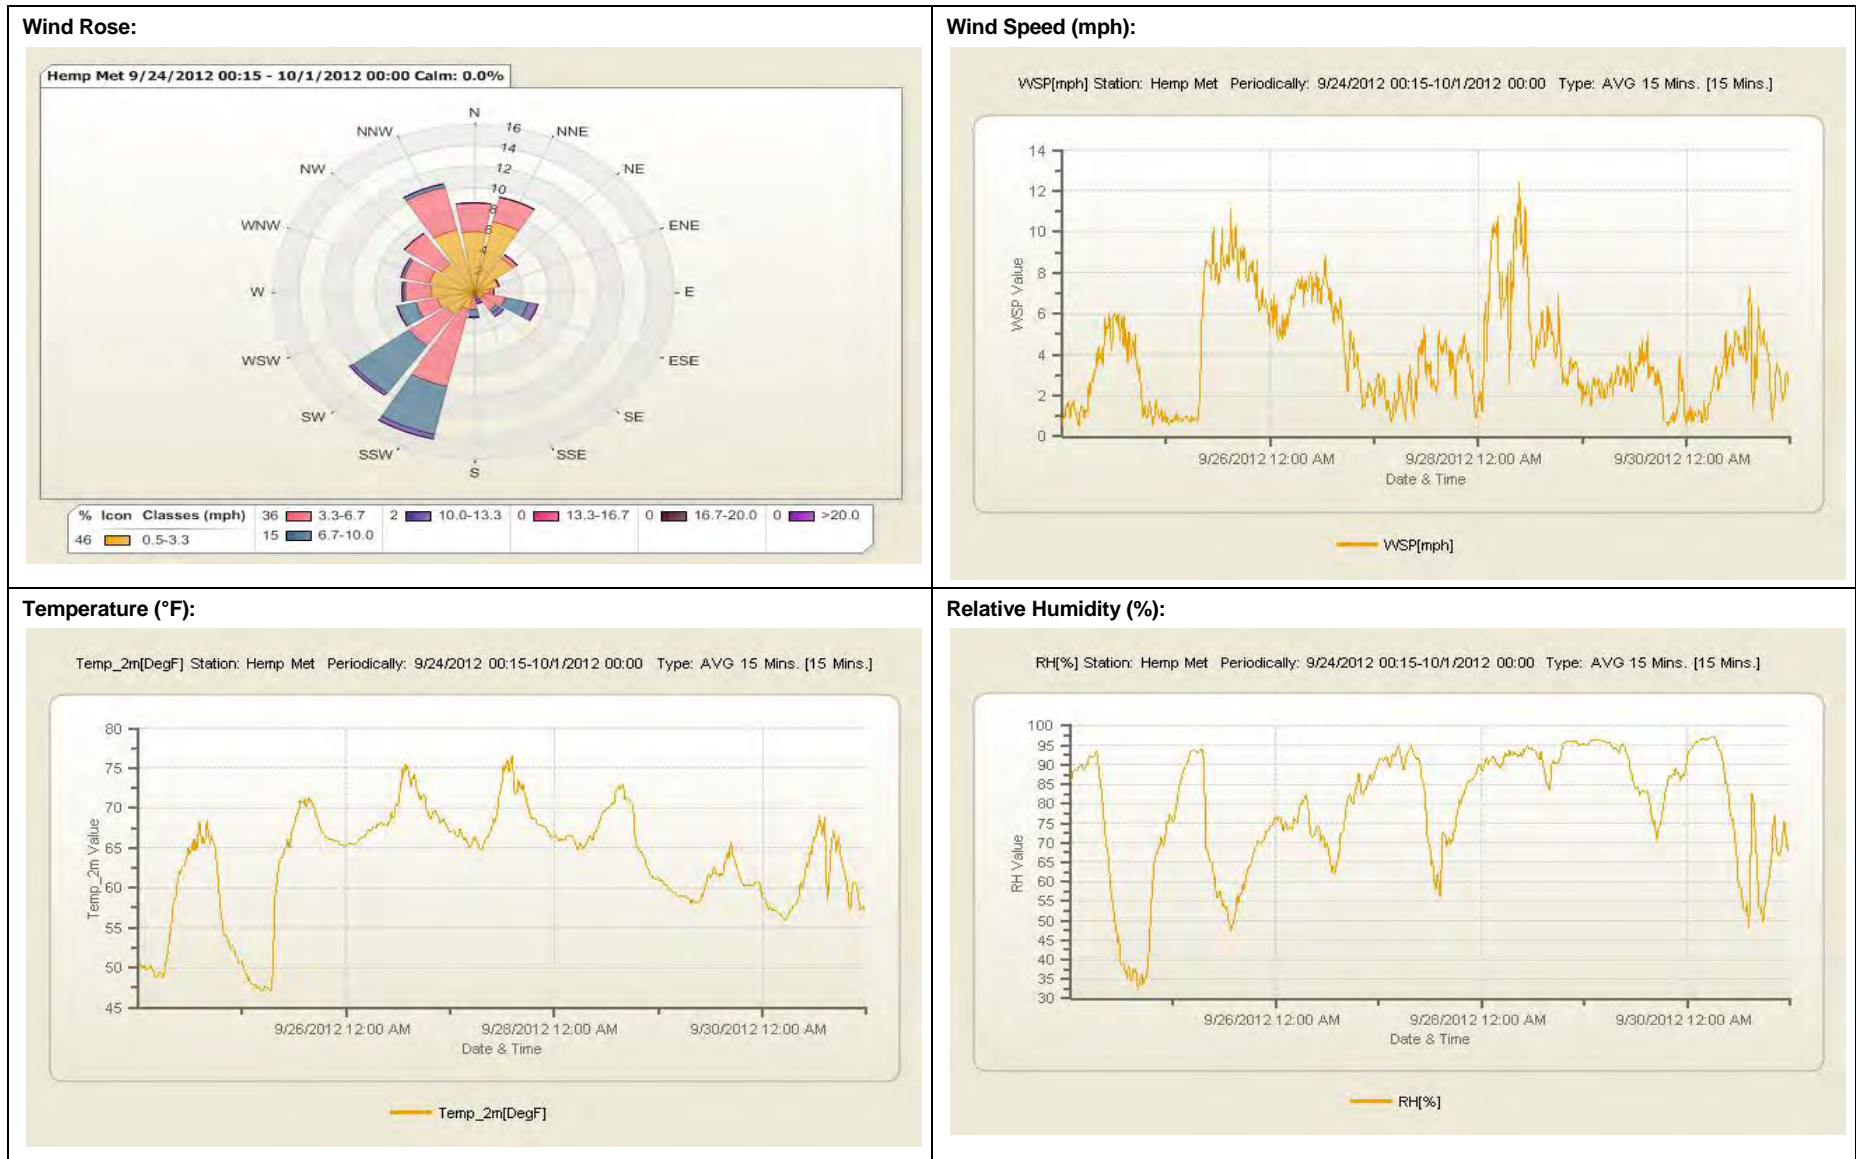 Wind Rose:
Hemp Met 9/24/2012 00:15 - 10/1/2012 00:00 Calm: 0.0%
N
NNE
NE
ENE
E
ESE
SE
SSE
S
SSW
SW
WSW
W
WNW
NW
NNW
16
14
12
10
8
6
4
2
% Icon Classes (mph)
46 0.5-3.3
36 3.3-6.7
15 6.7-10.0
2 10.0-13.3
0 13.3-16.7
0 16.7-20.0
0 >20.0
Wind Speed (mph):
WSP[mph] Station: Hemp Met Periodically: 9/24/2012 00:15-10/1/2012 00:00 Type: AVG 15 Mins. [15 Mins.]
WSP Value
14
12
10
8
6
4
2
0
9/26/2012 12:00 AM 9/28/2012 12:00 AM 9/30/2012 12:00 AM
Date & Time
WSP[mph]
Temperature (°F):
Temp_2m[DegF] Station: Hemp Met Periodically: 9/24/2012 00:15-10/1/2012 00:00 Type: AVG 15 Mins. [15 Mins.]
Temp_2m Value
80
75
70
65
60
55
50
45
9/26/2012 12:00 AM 9/28/2012 12:00 AM 9/30/2012 12:00 AM
Date & Time
Temp_2m[DegF]
Relative Humidity (%):
RH[%] Station: Hemp Met Periodically: 9/24/2012 00:15-10/1/2012 00:00 Type: AVG 15 Mins. [15 Mins.]
RH Value
100
95
90
85
80
75
70
65
60
55
50
45
40
35
30
9/26/2012 12:00 AM 9/28/2012 12:00 AM 9/30/2012 12:00 AM
Date & Time
RH[%]